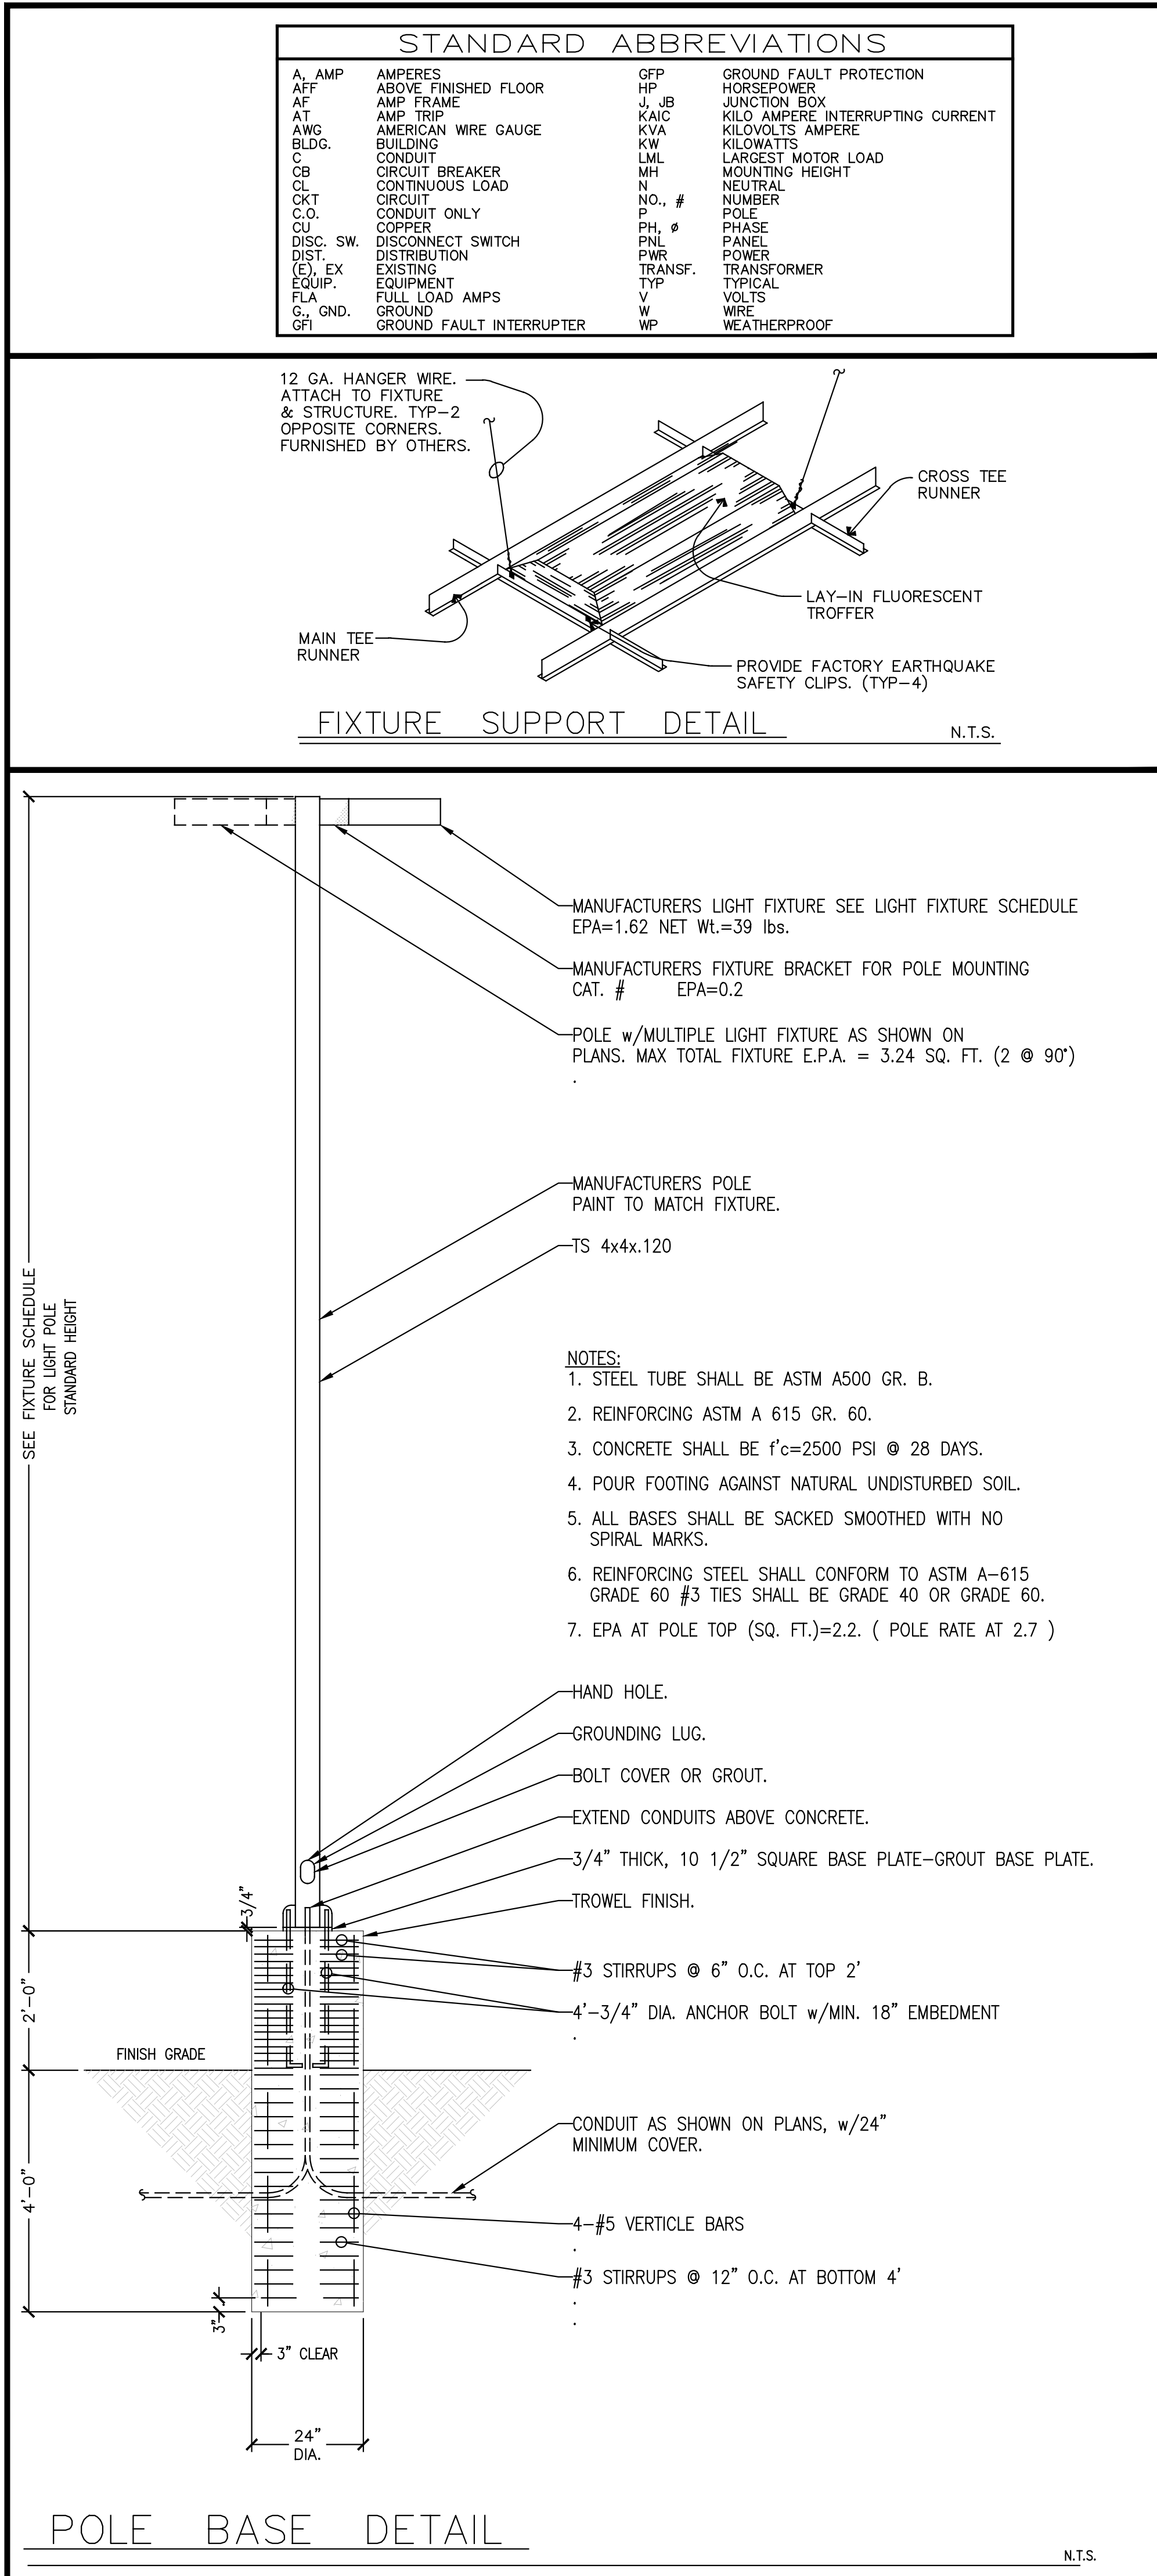 STANDARD ABBREVIATIONS
A, AMP AMPERES GFP GROUND FAULT PROTECTION
AFF ABOVE FINISHED FLOOR HP HORSEPOWER
AF AMP FRAME J, JB JUNCTION BOX
AT AMP TRIP KAIC KILO AMPERE INTERRUPTING CURRENT
AWG AMERICAN WIRE GAUGE KVA KILOVOLTS AMPERE
BLDG. BUILDING KW KILOWATTS
C CONDUIT LML LARGEST MOTOR LOAD
CB CIRCUIT BREAKER MH MOUNTING HEIGHT
CL CONTINUOUS LOAD N NEUTRAL
CKT CIRCUIT NO., # NUMBER
C.O. CONDUIT ONLY P POLE
CU COPPER PH, ø PHASE
DISC. SW. DISCONNECT SWITCH PNL PANEL
DIST. DISTRIBUTION PWR POWER
(E), EX EXISTING TRANSF. TRANSFORMER
EQUIP. EQUIPMENT TYP TYPICAL
FLA FULL LOAD AMPS V VOLTS
G., GND. GROUND W WIRE
GFI GROUND FAULT INTERRUPTER WP WEATHERPROOF
12 GA. HANGER WIRE.
ATTACH TO FIXTURE
& STRUCTURE. TYP-2
OPPOSITE CORNERS.
FURNISHED BY OTHERS.
CROSS TEE
RUNNER
LAY-IN FLUORESCENT
TROFFER
MAIN TEE
RUNNER
PROVIDE FACTORY EARTHQUAKE
SAFETY CLIPS. (TYP-4)
FIXTURE SUPPORT DETAIL
N.T.S.
MANUFACTURERS LIGHT FIXTURE SEE LIGHT FIXTURE SCHEDULE
EPA=1.62 NET Wt.=39 lbs.
MANUFACTURERS FIXTURE BRACKET FOR POLE MOUNTING
CAT. # EPA=0.2
POLE w/MULTIPLE LIGHT FIXTURE AS SHOWN ON
PLANS. MAX TOTAL FIXTURE E.P.A. = 3.24 SQ. FT. (2 @ 90°)
.
MANUFACTURERS POLE
PAINT TO MATCH FIXTURE.
TS 4x4x.120
SEE FIXTURE SCHEDULE
FOR LIGHT POLE
STANDARD HEIGHT
NOTES:
1. STEEL TUBE SHALL BE ASTM A500 GR. B.
2. REINFORCING ASTM A 615 GR. 60.
3. CONCRETE SHALL BE f'c=2500 PSI @ 28 DAYS.
4. POUR FOOTING AGAINST NATURAL UNDISTURBED SOIL.
5. ALL BASES SHALL BE SACKED SMOOTHED WITH NO
SPIRAL MARKS.
6. REINFORCING STEEL SHALL CONFORM TO ASTM A-615
GRADE 60 #3 TIES SHALL BE GRADE 40 OR GRADE 60.
7. EPA AT POLE TOP (SQ. FT.)=2.2. ( POLE RATE AT 2.7 )
HAND HOLE.
GROUNDING LUG.
BOLT COVER OR GROUT.
EXTEND CONDUITS ABOVE CONCRETE.
3/4" THICK, 10 1/2" SQUARE BASE PLATE-GROUT BASE PLATE.
TROWEL FINISH.
3/4"
#3 STIRRUPS @ 6" O.C. AT TOP 2'
4'-3/4" DIA. ANCHOR BOLT w/MIN. 18" EMBEDMENT
.
2'-0"
FINISH GRADE
CONDUIT AS SHOWN ON PLANS, w/24"
MINIMUM COVER.
4'-0"
4-#5 VERTICLE BARS
.
#3 STIRRUPS @ 12" O.C. AT BOTTOM 4'
.
.
3"
3" CLEAR
24"
DIA.
POLE BASE DETAIL
N.T.S.